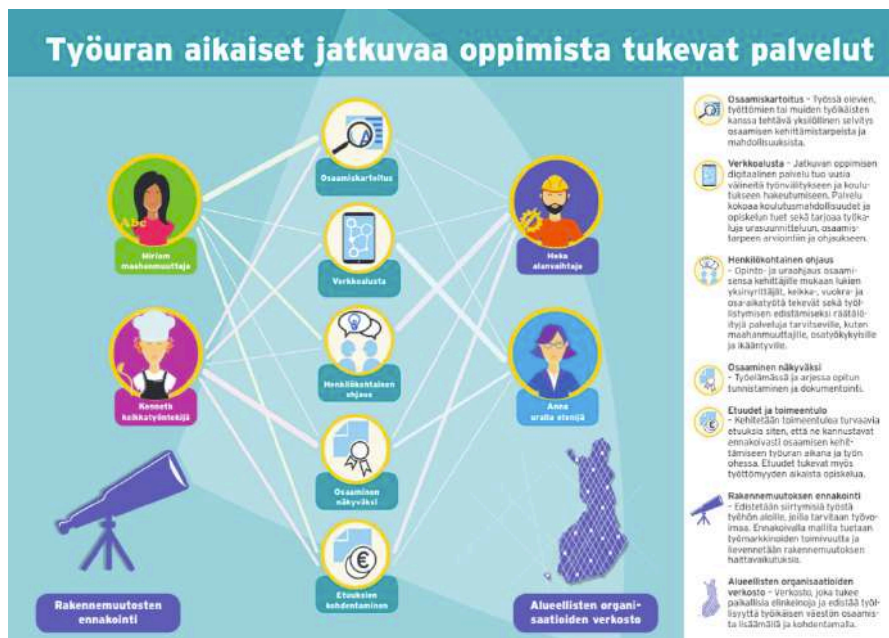 Työuran aikaiset jatkuvaa oppimista tukevat palvelut
Osaamiskartoitus
Abc
Miriam
maahanmuuttaja
Heke
alanvaihtaja
Verkkoalusta
Kenneth
keikkatyöntekijä
Henkilökohtainen
ohjaus
Anne
uralla etenijä
Osaaminen
näkyväksi
Etuuksien
kohdentaminen
Rakennemuutosten
ennakointi
Alueellisten organi-
saatioiden verkosto
Osaamiskartoitus – Työssä olevien,
työttömien tai muiden työikäisten
kanssa tehtävä yksilöllinen selvitys
osaamisen kehittämistarpeista ja
mahdollisuuksista.
Verkkoalusta – Jatkuvan oppimisen
digitaalinen palvelu tuo uusia
välineitä työnvälitykseen ja koulu-
tukseen hakeutumiseen. Palvelu
kokoaa koulutusmahdollisuudet ja
opiskelun tuet sekä tarjoaa työka-
luja urasuunnitteluun, osaamis-
tarpeen arviointiin ja ohjaukseen.
Henkilökohtainen ohjaus
– Opinto- ja uraohjaus osaami-
sensa kehittäjille mukaan lukien
yksinyrittäjät, keikka-, vuokra- ja
osa-aikatyötä tekevät sekä työl-
listymisen edistämiseksi räätälö-
ityjä palveluja tarvitseville, kuten
maahanmuuttajille, osatyökykyisille
ja ikääntyville.
Osaaminen näkyväksi
– Työelämässä ja arjessa opitun
tunnistaminen ja dokumentointi.
Etuudet ja toimeentulo
– Kehitetään toimeentuloa turvaavia
etuuksia siten, että ne kannustavat
ennakoivasti osaamisen kehit-
tämiseen työuran aikana ja työn
ohessa. Etuudet tukevat myös
työttömyyden aikaista opiskelua.
Rakennemuutoksen ennakointi
– Edistetään siirtymisiä työstä
työhön aloille, joilla tarvitaan työvo-
imaa. Ennakoivalla mallilla tuetaan
työmarkkinoiden toimivuutta ja
lievennetään rakennemuutoksen
haittavaikutuksia.
Alueellisten organisaatioiden
verkosto – Verkosto, joka tukee
paikallisia elinkeinoja ja edistää työl-
lisyyttä työikäisen väestön osaamis-
ta lisäämällä ja kohdentamalla.